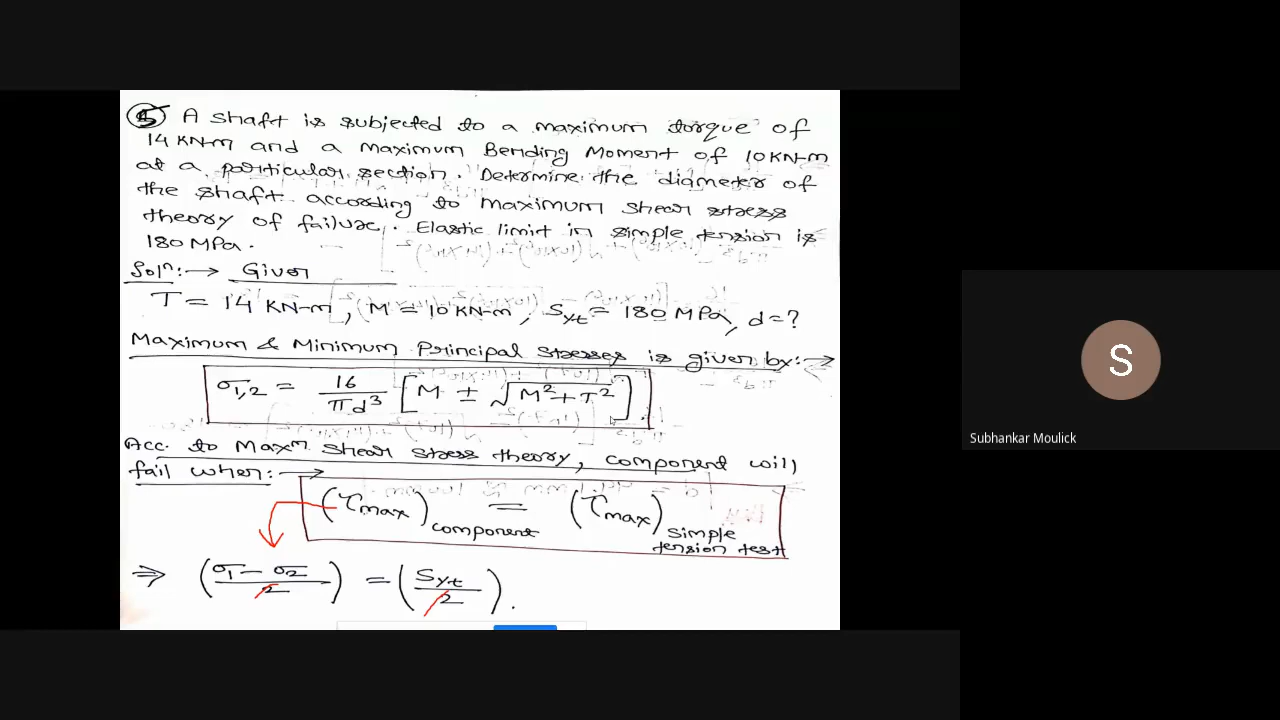 5 A shaft is subjected to a maximum torque of
14 KN-m and a maximum Bending Moment of 10 KN-m
at a particular section. Determine the diameter of
the shaft according to maximum shear stress
theory of failure. Elastic limit in simple tension is
180 MPa.
Solⁿ:→ Given
T = 14 KN-m, M = 10 KN-m, Syt = 180 MPa, d = ?
Maximum & Minimum Principal Stresses is given by:→
σ1,2 = 16/πd³ [M ± √M²+T²]
Acc. to Maxᵐ shear stress theory, component will
fail when:→
(τmax)component = (τmax)simple tension test
⇒ (σ1 - σ2/2) = (Syt/2).
S
Subhankar Moulick